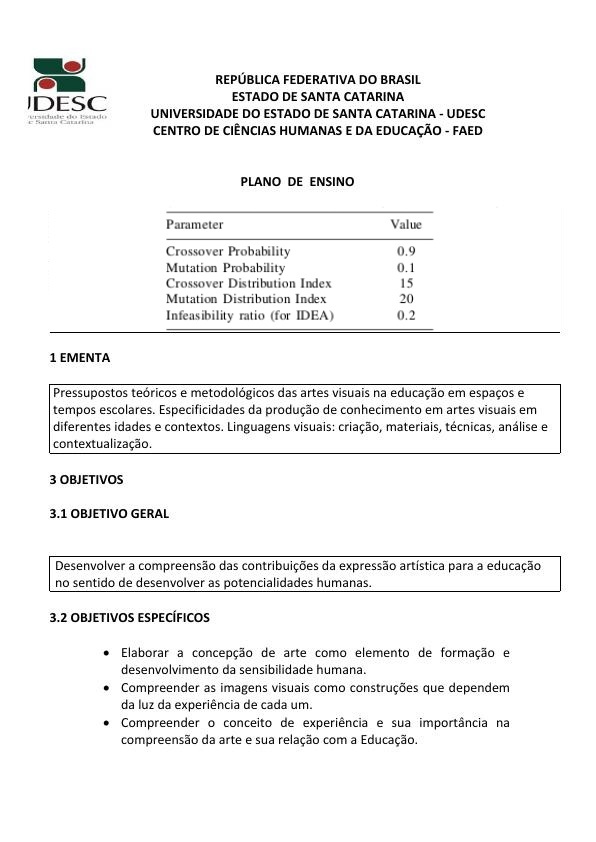 UDESC
versidade do Estado
e Santa Catarina
REPÚBLICA FEDERATIVA DO BRASIL
ESTADO DE SANTA CATARINA
UNIVERSIDADE DO ESTADO DE SANTA CATARINA - UDESC
CENTRO DE CIÊNCIAS HUMANAS E DA EDUCAÇÃO - FAED
PLANO DE ENSINO
Parameter Value
Crossover Probability 0.9
Mutation Probability 0.1
Crossover Distribution Index 15
Mutation Distribution Index 20
Infeasibility ratio (for IDEA) 0.2
1 EMENTA
Pressupostos teóricos e metodológicos das artes visuais na educação em espaços e
tempos escolares. Especificidades da produção de conhecimento em artes visuais em
diferentes idades e contextos. Linguagens visuais: criação, materiais, técnicas, análise e
contextualização.
3 OBJETIVOS
3.1 OBJETIVO GERAL
Desenvolver a compreensão das contribuições da expressão artística para a educação
no sentido de desenvolver as potencialidades humanas.
3.2 OBJETIVOS ESPECÍFICOS
• Elaborar a concepção de arte como elemento de formação e
desenvolvimento da sensibilidade humana.
• Compreender as imagens visuais como construções que dependem
da luz da experiência de cada um.
• Compreender o conceito de experiência e sua importância na
compreensão da arte e sua relação com a Educação.